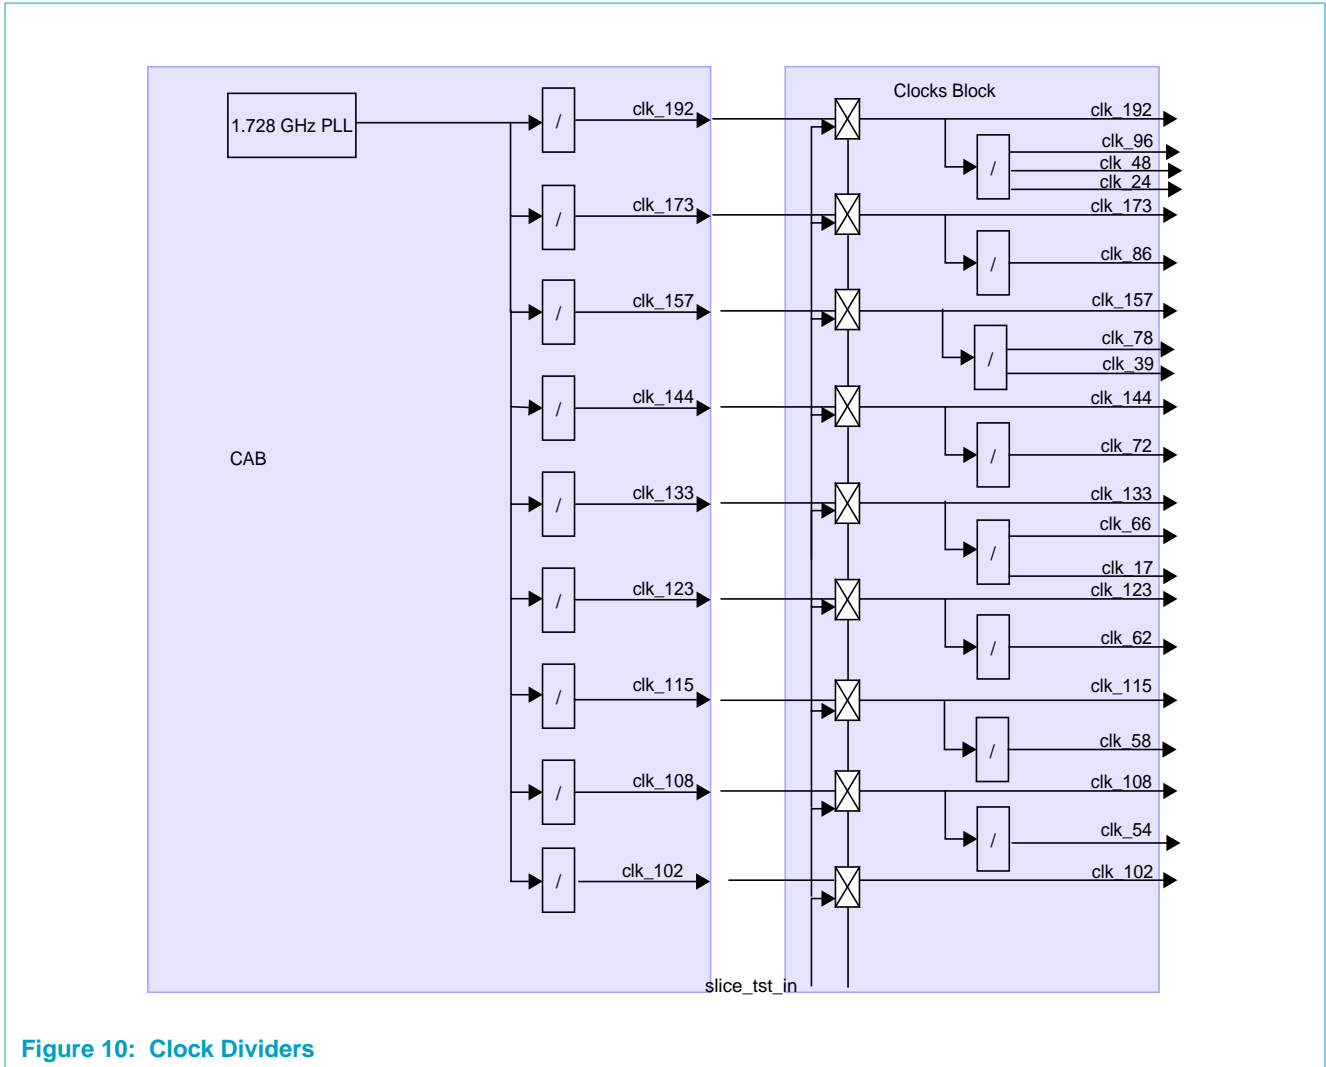 Clocks Block
1.728 GHz PLL
/
clk_192
clk_192
/
clk_96
clk_48
clk_24
/
clk_173
clk_173
/
clk_86
/
clk_157
clk_157
/
clk_78
clk_39
/
clk_144
clk_144
/
clk_72
CAB
/
clk_133
clk_133
/
clk_66
clk_17
/
clk_123
clk_123
/
clk_62
/
clk_115
clk_115
/
clk_58
/
clk_108
clk_108
/
clk_54
/
clk_102
clk_102
slice_tst_in
Figure 10: Clock Dividers